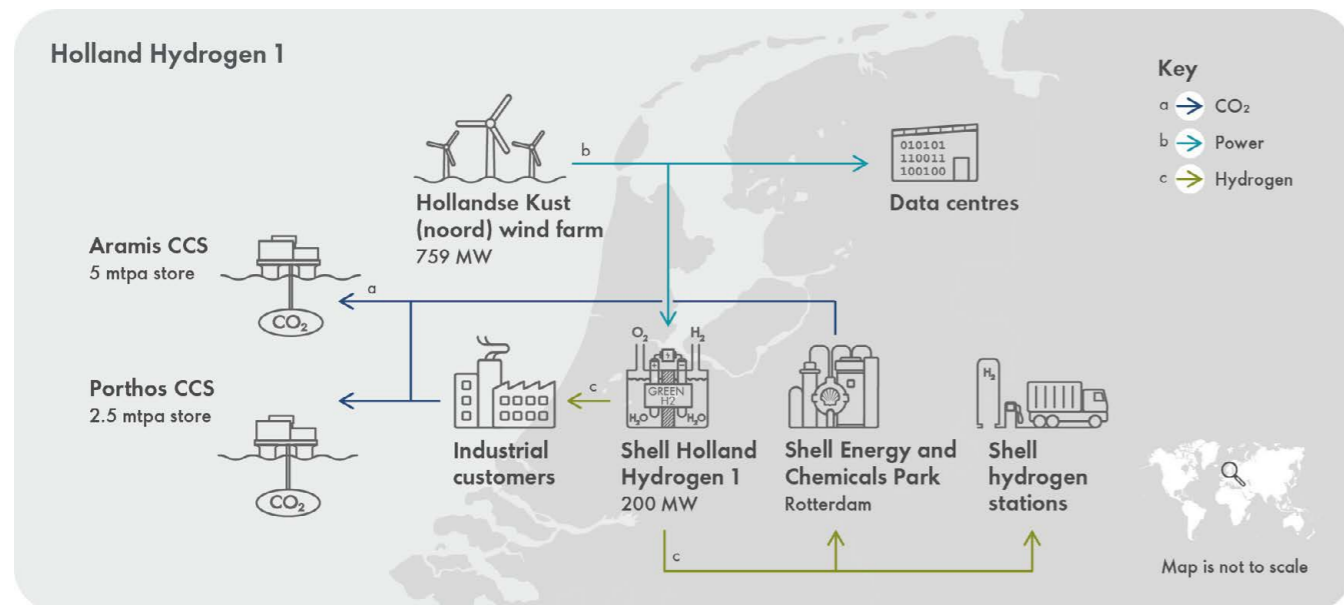 Holland Hydrogen 1
Key
a CO₂
b Power
c Hydrogen
b
010101
110011
100100
Hollandse Kust
(noord) wind farm
759 MW
Data centres
Aramis CCS
5 mtpa store
a
CO₂
O₂ H₂
GREEN
H2
H₂O H₂O
H₂
c
Porthos CCS
2.5 mtpa store
CO₂
Industrial
customers
Shell Holland
Hydrogen 1
200 MW
Shell Energy and
Chemicals Park
Rotterdam
Shell
hydrogen
stations
c
Map is not to scale